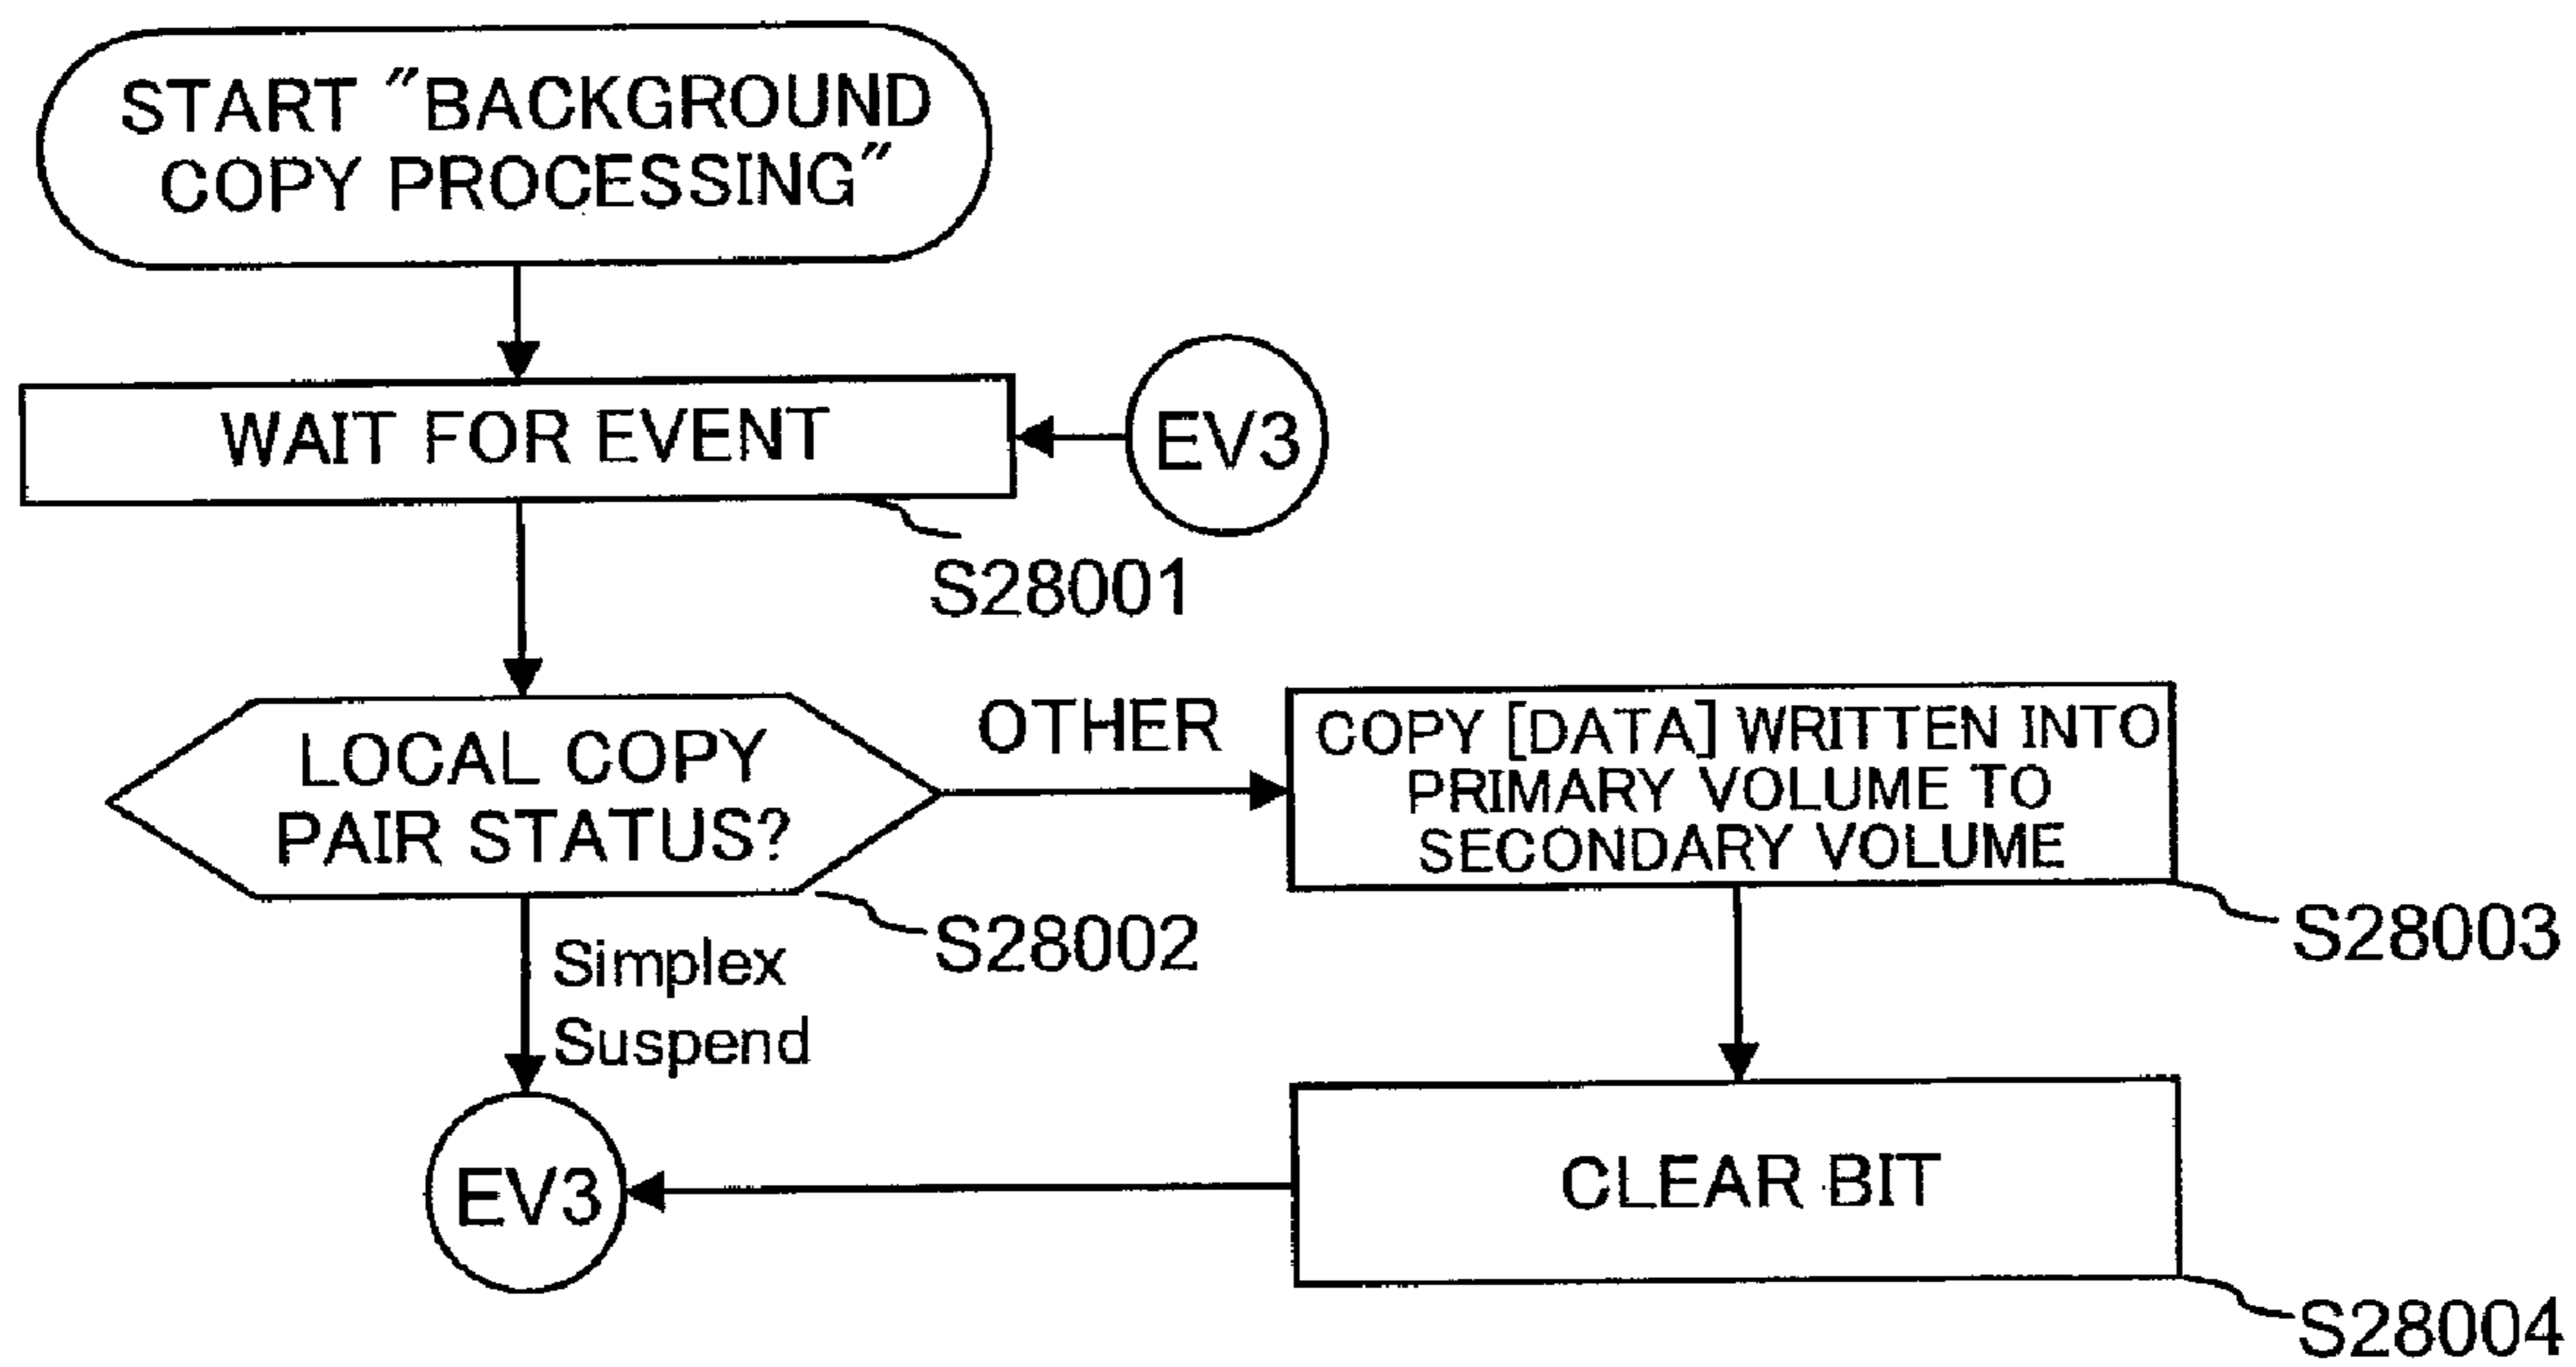 START "BACKGROUND
COPY PROCESSING"
WAIT FOR EVENT
EV3
S28001
LOCAL COPY
PAIR STATUS?
OTHER
COPY [DATA] WRITTEN INTO
PRIMARY VOLUME TO
SECONDARY VOLUME
S28002
S28003
Simplex
Suspend
EV3
CLEAR BIT
S28004